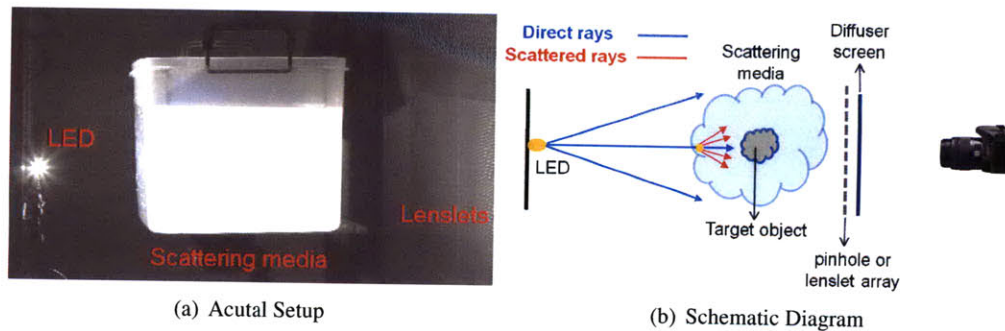 LED
Lenslots
Scattering media
(a) Acutal Setup
Direct rays
Scattered rays
Scattering
media
Diffuser
screen
LED
Target object
pinhole or
lenslet array
(b) Schematic Diagram